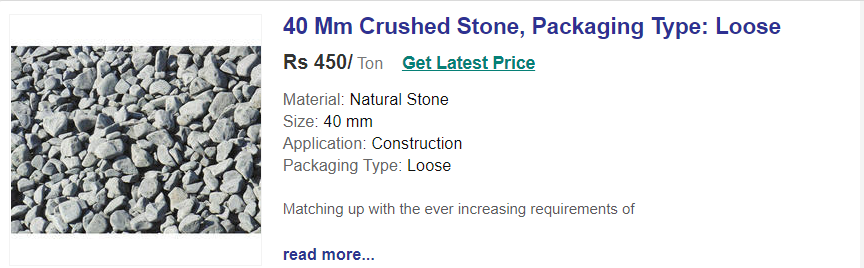 40 Mm Crushed Stone, Packaging Type: Loose
Rs 450/ Ton Get Latest Price
Material: Natural Stone
Size: 40 mm
Application: Construction
Packaging Type: Loose
Matching up with the ever increasing requirements of
read more...